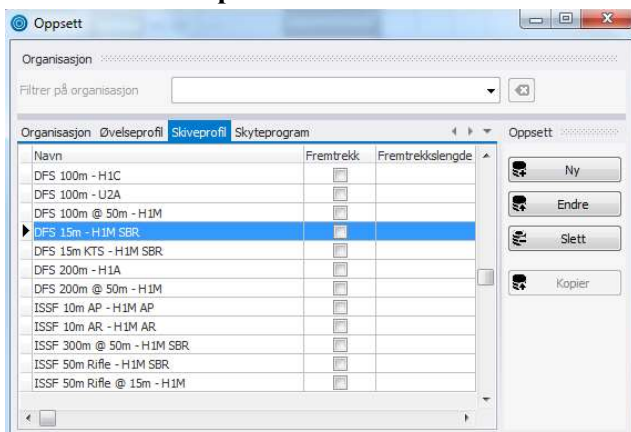 Oppsett
Organisasjon
Filtrer på organisasjon
Organisasjon Øvelseprofil Skiveprofil Skyteprogram
Oppsett
Navn Fremtrekk Fremtrekkslengde
DFS 100m - H1C
DFS 100m - U2A
DFS 100m @ 50m - H1M
DFS 15m - H1M SBR
DFS 15m KTS - H1M SBR
DFS 200m - H1A
DFS 200m @ 50m - H1M
ISSF 10m AP - H1M AP
ISSF 10m AR - H1M AR
ISSF 300m @ 50m - H1M SBR
ISSF 50m Rifle - H1M SBR
ISSF 50m Rifle @ 15m - H1M
Ny
Endre
Slett
Kopier